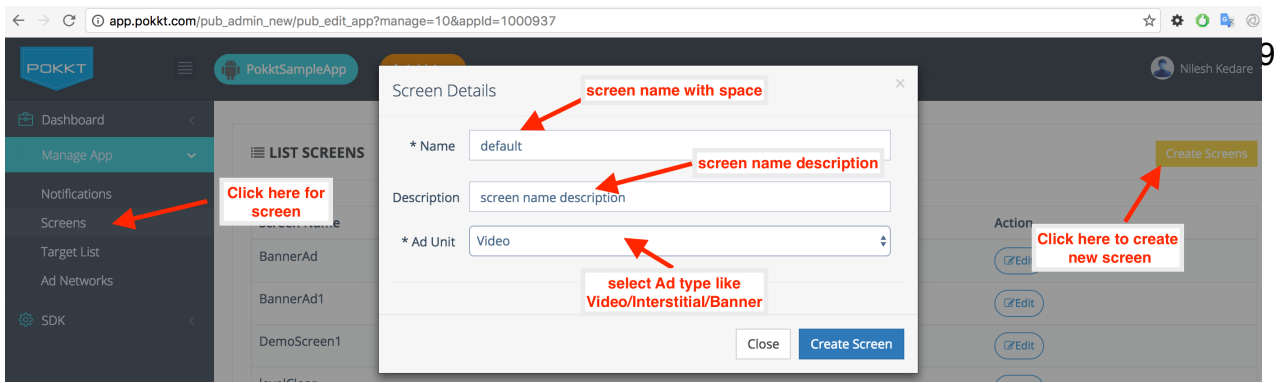 app.pokkt.com/pub_admin_new/pub_edit_app?manage=10&appId=1000937
9
POKKT
PokktSampleApp
Nilesh Kedare
Screen Details
×
screen name with space
Dashboard
Manage App
LIST SCREENS
* Name
default
Create Screens
screen name description
Notifications
Click here for
screen
Description
screen name description
Screens
Screen Name
Action
Target List
* Ad Unit
Video
Click here to create
new screen
BannerAd
Edit
Ad Networks
select Ad type like
Video/Interstitial/Banner
BannerAd1
Edit
SDK
DemoScreen1
Close
Create Screen
Edit